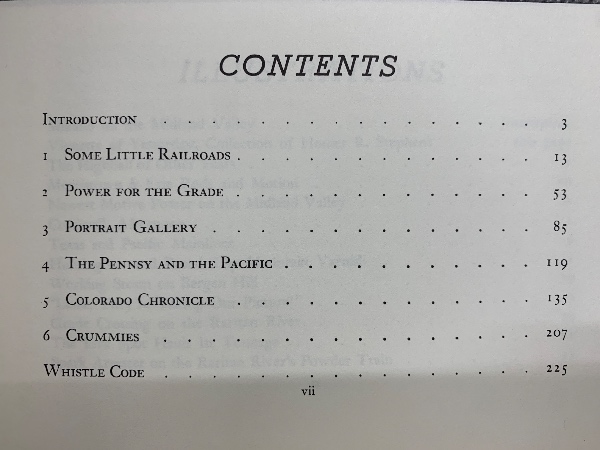 CONTENTS
INTRODUCTION . . . . . . . . . . . . 3
1 SOME LITTLE RAILROADS . . . . . . . . . . 13
2 POWER FOR THE GRADE . . . . . . . . . . 53
3 PORTRAIT GALLERY . . . . . . . . . . . 85
4 THE PENNSY AND THE PACIFIC . . . . . . . . 119
5 COLORADO CHRONICLE . . . . . . . . . . 135
6 CRUMMIES . . . . . . . . . . . . 207
WHISTLE CODE . . . . . . . . . . . . 225
vii